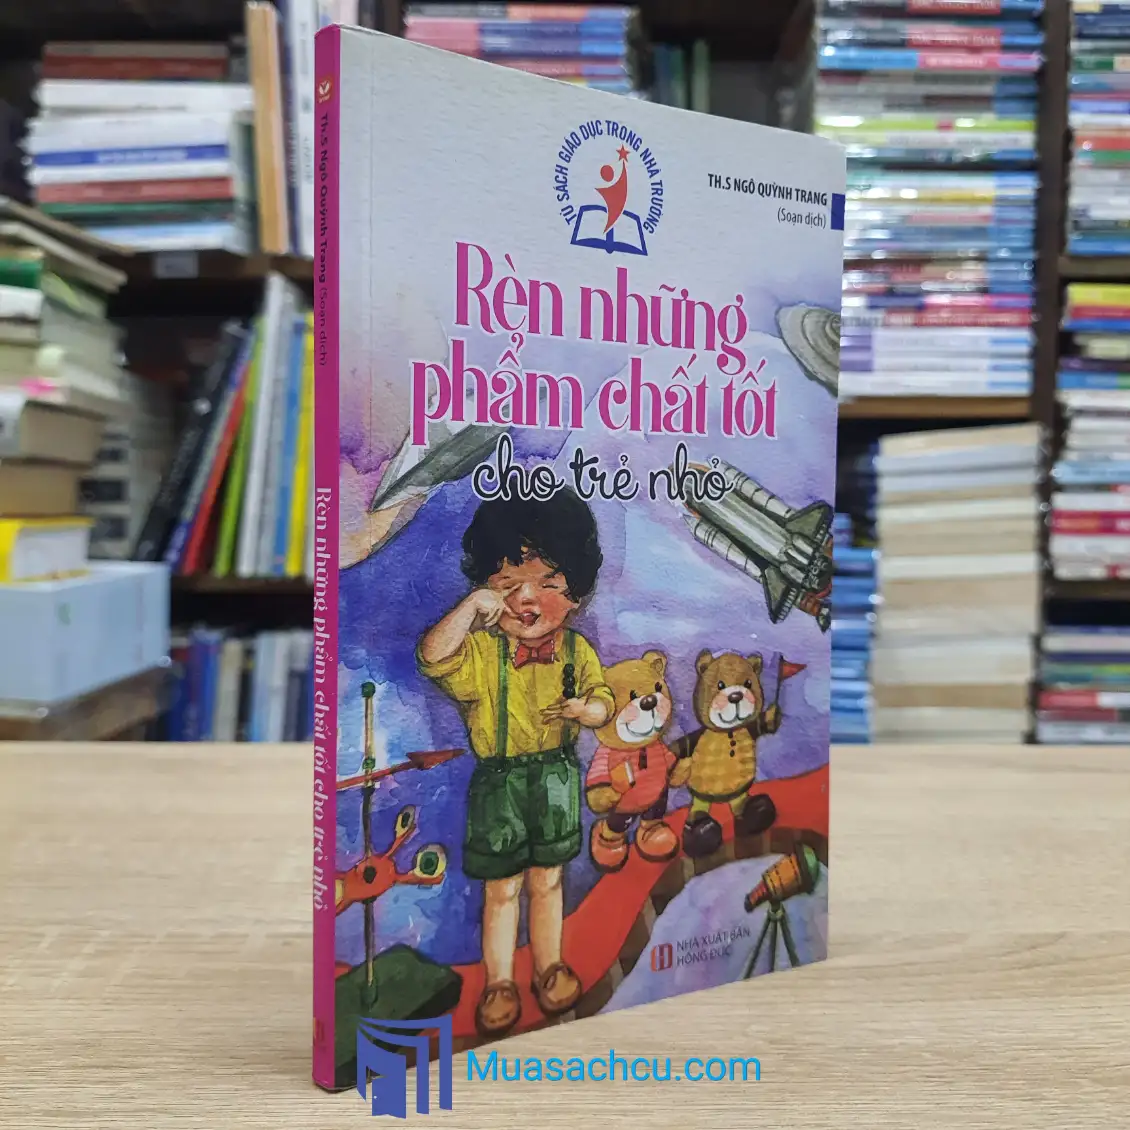 TỦ SÁCH GIÁO DỤC TRONG NHÀ TRƯỜNG
TH.S NGÔ QUỲNH TRANG
(Soạn dịch)
Rèn những
phẩm chất tốt
cho trẻ nhỏ
NHÀ XUẤT BẢN
HỒNG ĐỨC
Th.S Ngô Quỳnh Trang (Soạn dịch)
Rèn những phẩm chất tốt cho trẻ nhỏ
Muasachcu.com